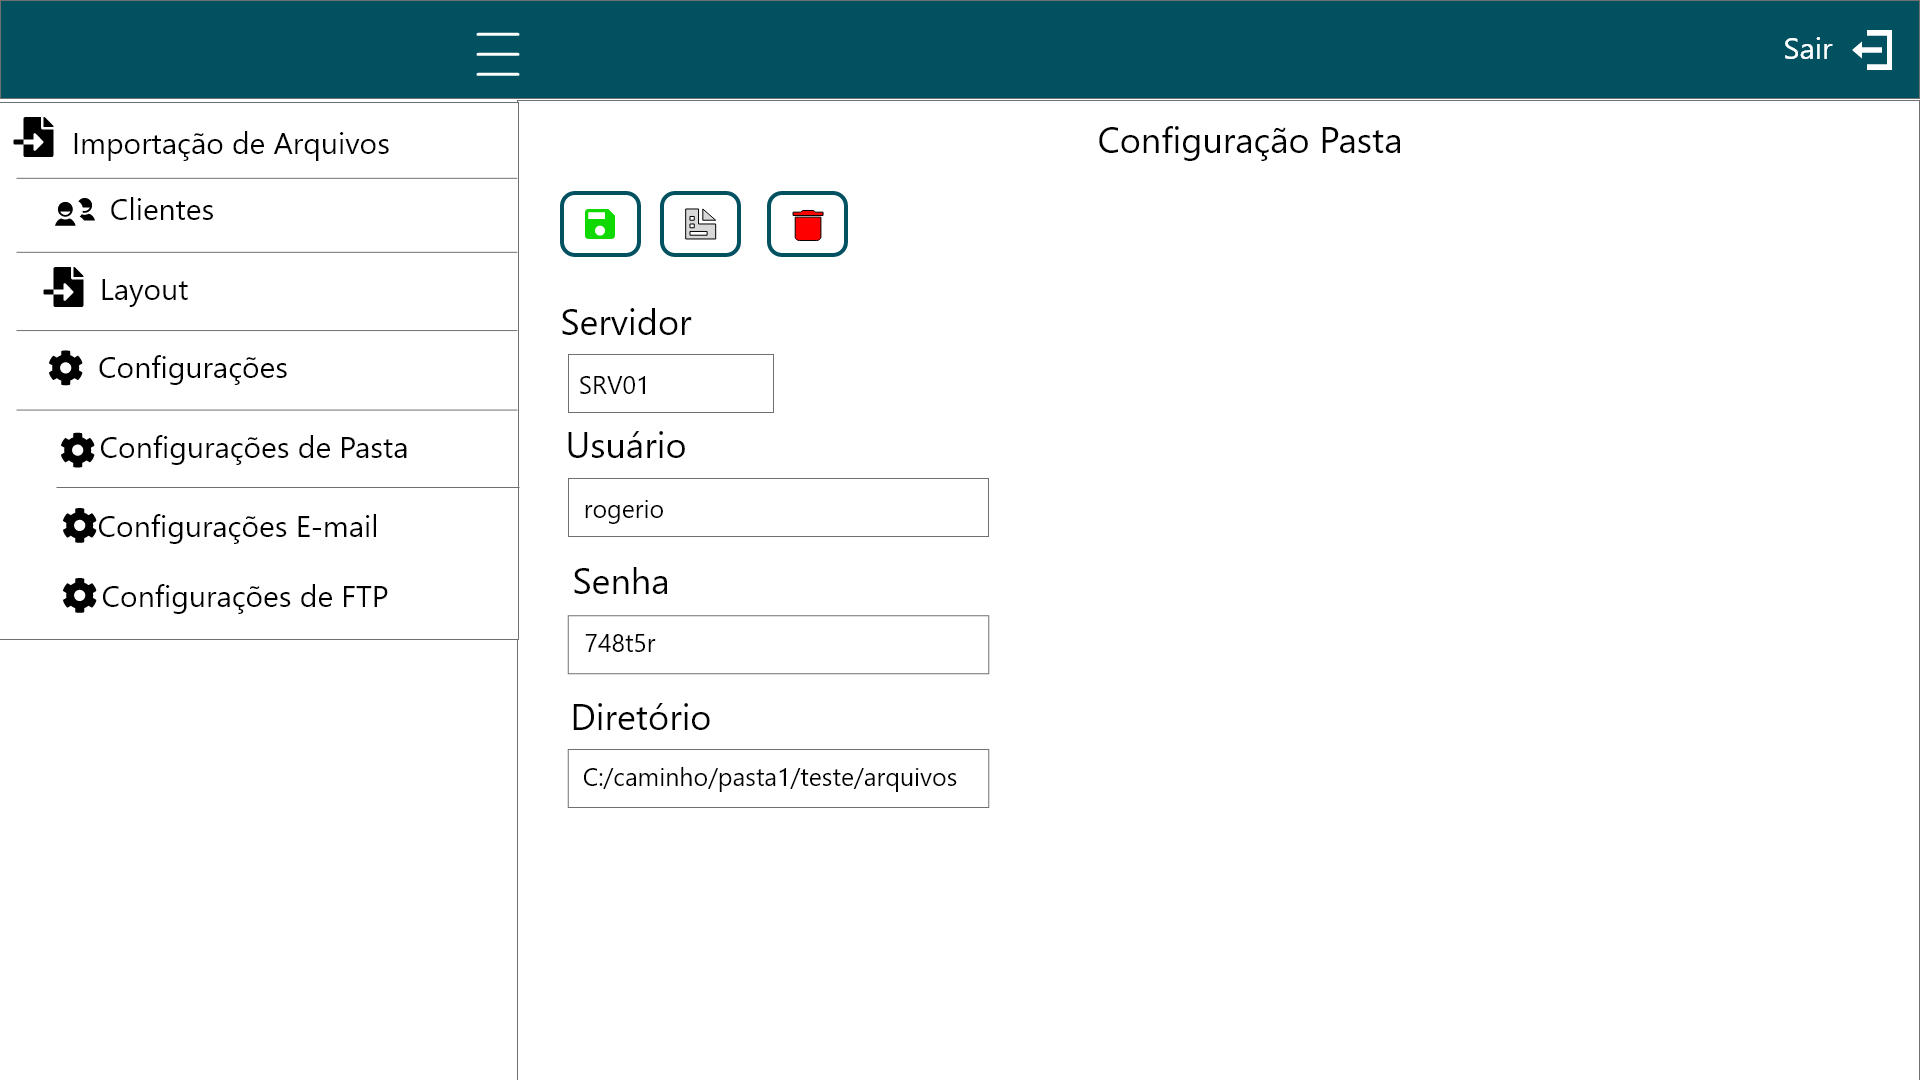 Sair
Importação de Arquivos
Clientes
Layout
Configurações
Configurações de Pasta
Configurações E-mail
Configurações de FTP
Configuração Pasta
Servidor
SRV01
Usuário
rogerio
Senha
748t5r
Diretório
C:/caminho/pasta1/teste/arquivos